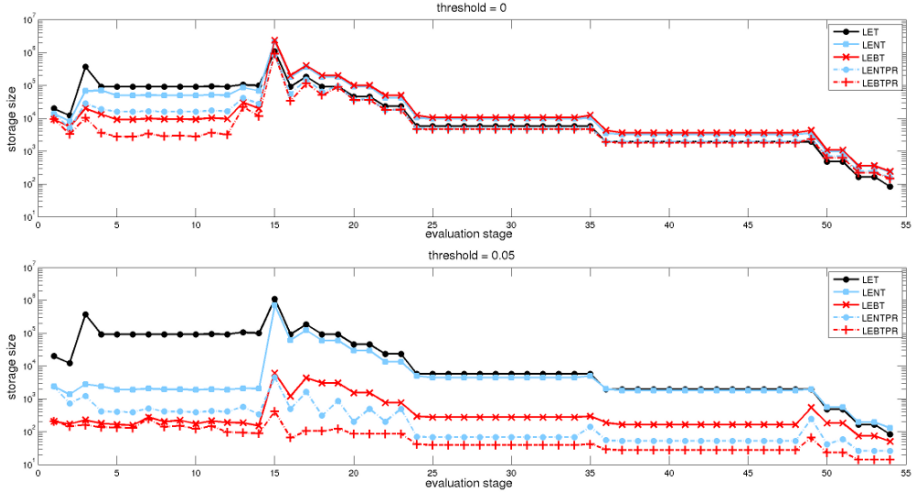 threshold = 0
10^7
10^6
10^5
10^4
10^3
10^2
10^1
storage size
LET
LENT
LEBT
LENTPR
LEBTPR
0 5 10 15 20 25 30 35 40 45 50 55
evaluation stage
threshold = 0.05
10^7
10^6
10^5
10^4
10^3
10^2
10^1
storage size
LET
LENT
LEBT
LENTPR
LEBTPR
0 5 10 15 20 25 30 35 40 45 50 55
evaluation stage